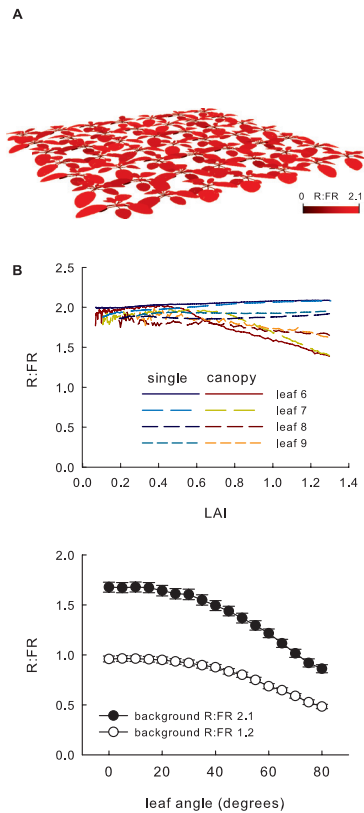 A
0 R:FR 2.1
B
2.5
2.0
1.5
1.0
0.5
0.0
R:FR
single canopy
leaf 6
leaf 7
leaf 8
leaf 9
0.0 0.2 0.4 0.6 0.8 1.0 1.2 1.4
LAI
2.0
1.5
1.0
0.5
0.0
R:FR
background R:FR 2.1
background R:FR 1.2
0 20 40 60 80
leaf angle (degrees)